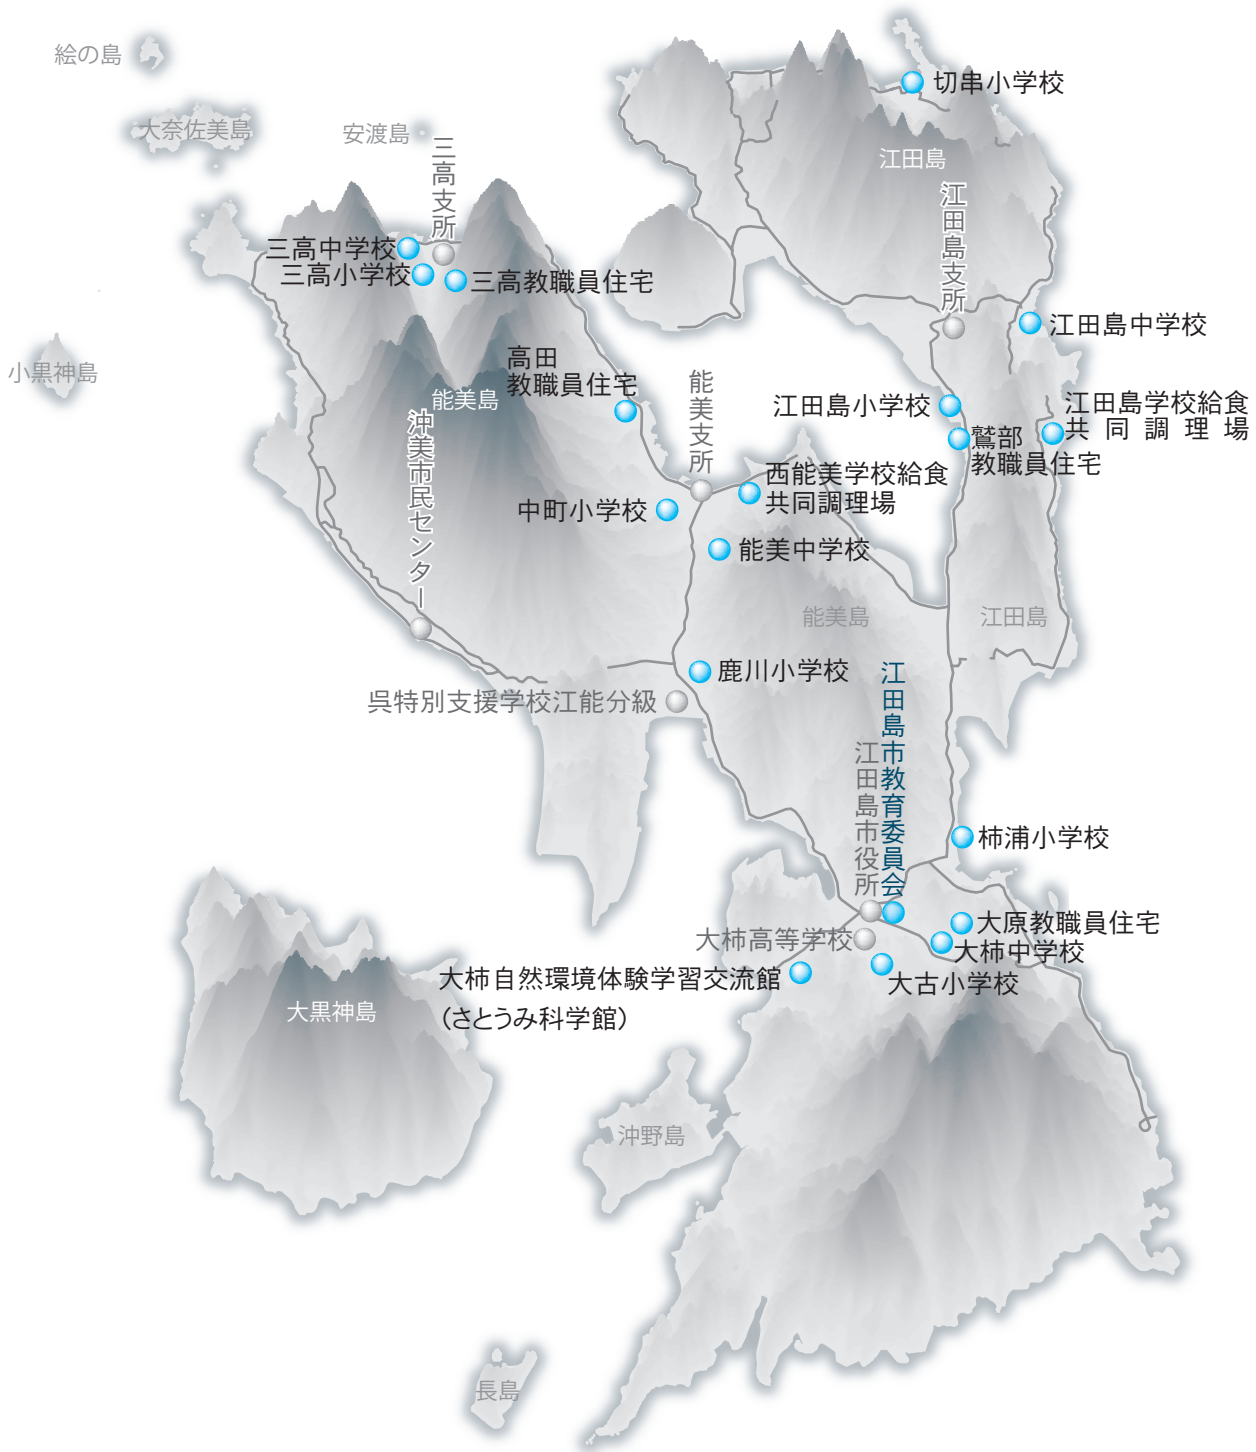 絵の島
大奈佐美島
安渡島
三高支所
三高中学校
三高小学校
三高教職員住宅
切串小学校
江田島
江田島支所
江田島中学校
小黒神島
高田
教職員住宅
能美島
能美支所
沖美市民センター
江田島小学校
鷲部
教職員住宅
江田島学校給食
共同調理場
西能美学校給食
共同調理場
中町小学校
能美中学校
能美島
江田島
鹿川小学校
呉特別支援学校江能分級
江田島市教育委員会
江田島市役所
柿浦小学校
大原教職員住宅
大柿高等学校
大柿中学校
大古小学校
大柿自然環境体験学習交流館
（さとうみ科学館）
大黒神島
沖野島
長島